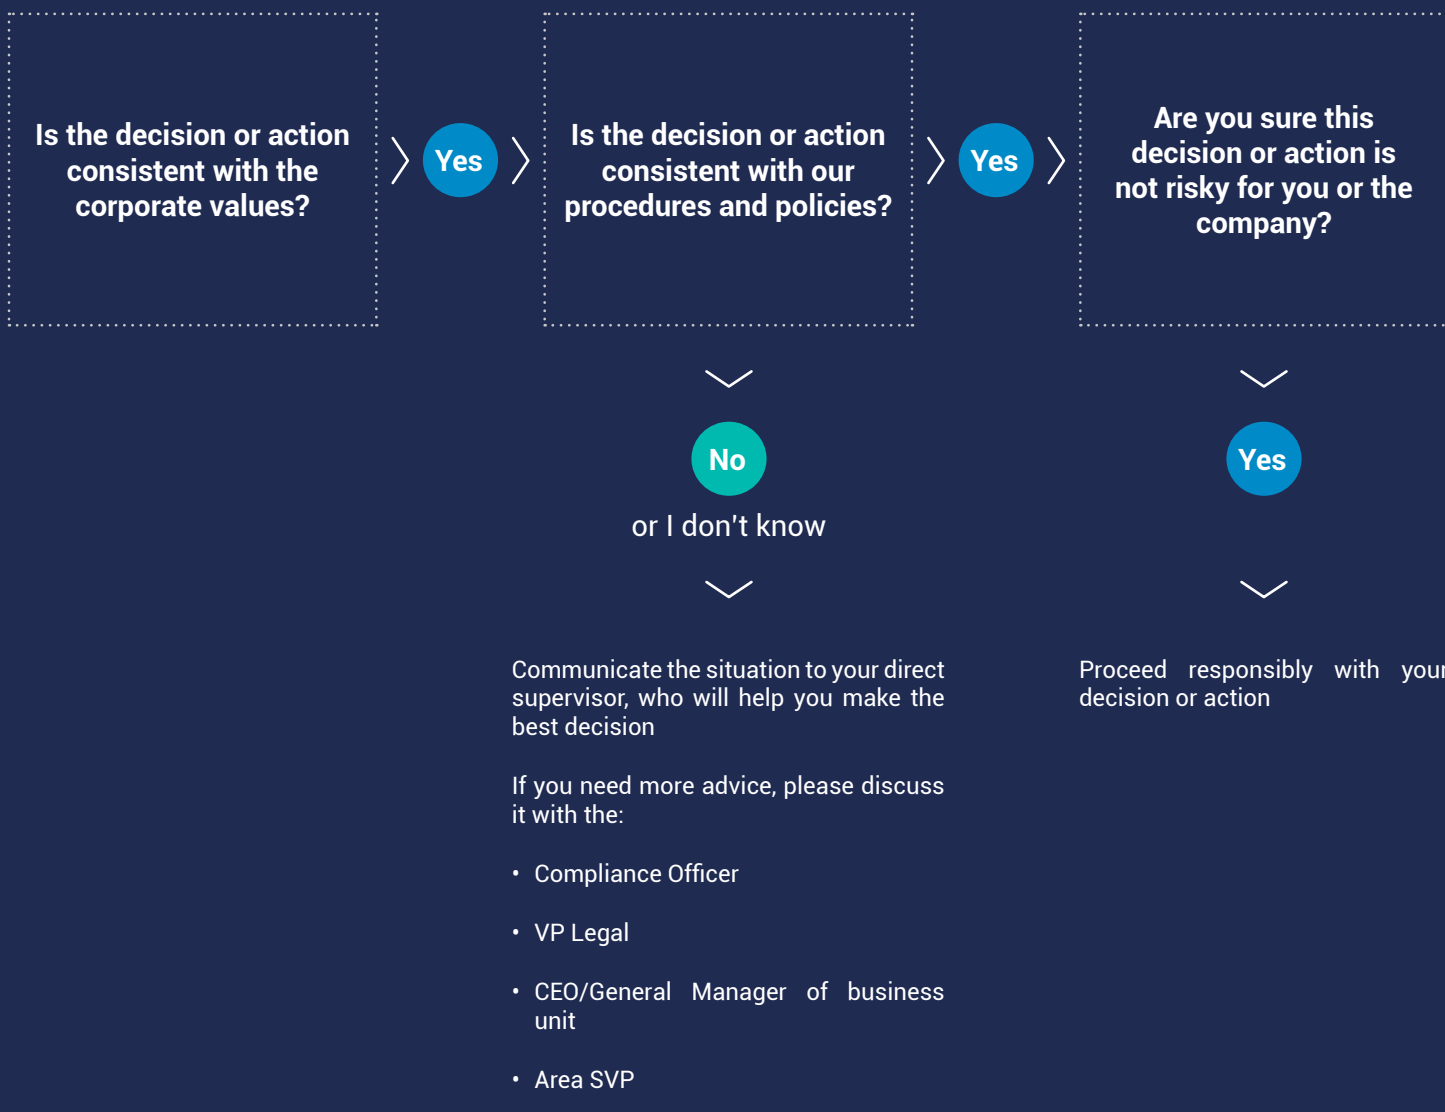 Is the decision or action
consistent with the
corporate values?
Yes
Is the decision or action
consistent with our
procedures and policies?
Yes
Are you sure this
decision or action is
not risky for you or the
company?
No
or I don't know
Yes
Communicate the situation to your direct
supervisor, who will help you make the
best decision
If you need more advice, please discuss
it with the:
• Compliance Officer
• VP Legal
• CEO/General Manager of business
unit
• Area SVP
Proceed responsibly with your
decision or action